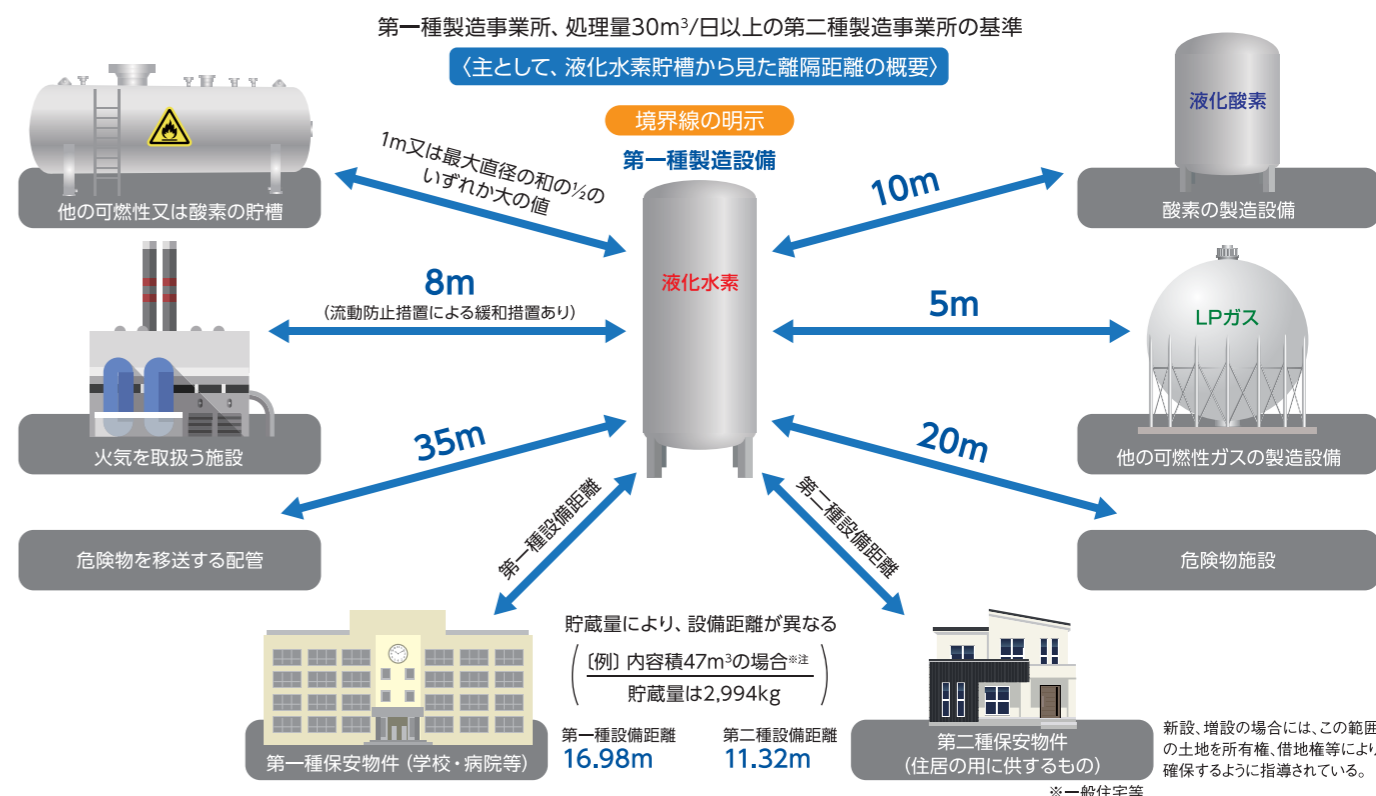 第一種製造事業所、処理量30m³/日以上の第二種製造事業所の基準
〈主として、液化水素貯槽から見た離隔距離の概要〉
境界線の明示
第一種製造設備
液化水素
1m又は最大直径の和の½の
いずれか大の値
他の可燃性又は酸素の貯槽
10m
液化酸素
酸素の製造設備
8m
（流動防止措置による緩和措置あり）
火気を取扱う施設
5m
LPガス
他の可燃性ガスの製造設備
35m
危険物を移送する配管
20m
危険物施設
第一種設備距離
第二種設備距離
貯蔵量により、設備距離が異なる
〔例〕内容積47m³の場合※注
貯蔵量は2,994kg
第一種設備距離
16.98m
第二種設備距離
11.32m
第一種保安物件（学校・病院等）
第二種保安物件
（住居の用に供するもの）
※一般住宅等
新設、増設の場合には、この範囲
の土地を所有権、借地権等により、
確保するように指導されている。